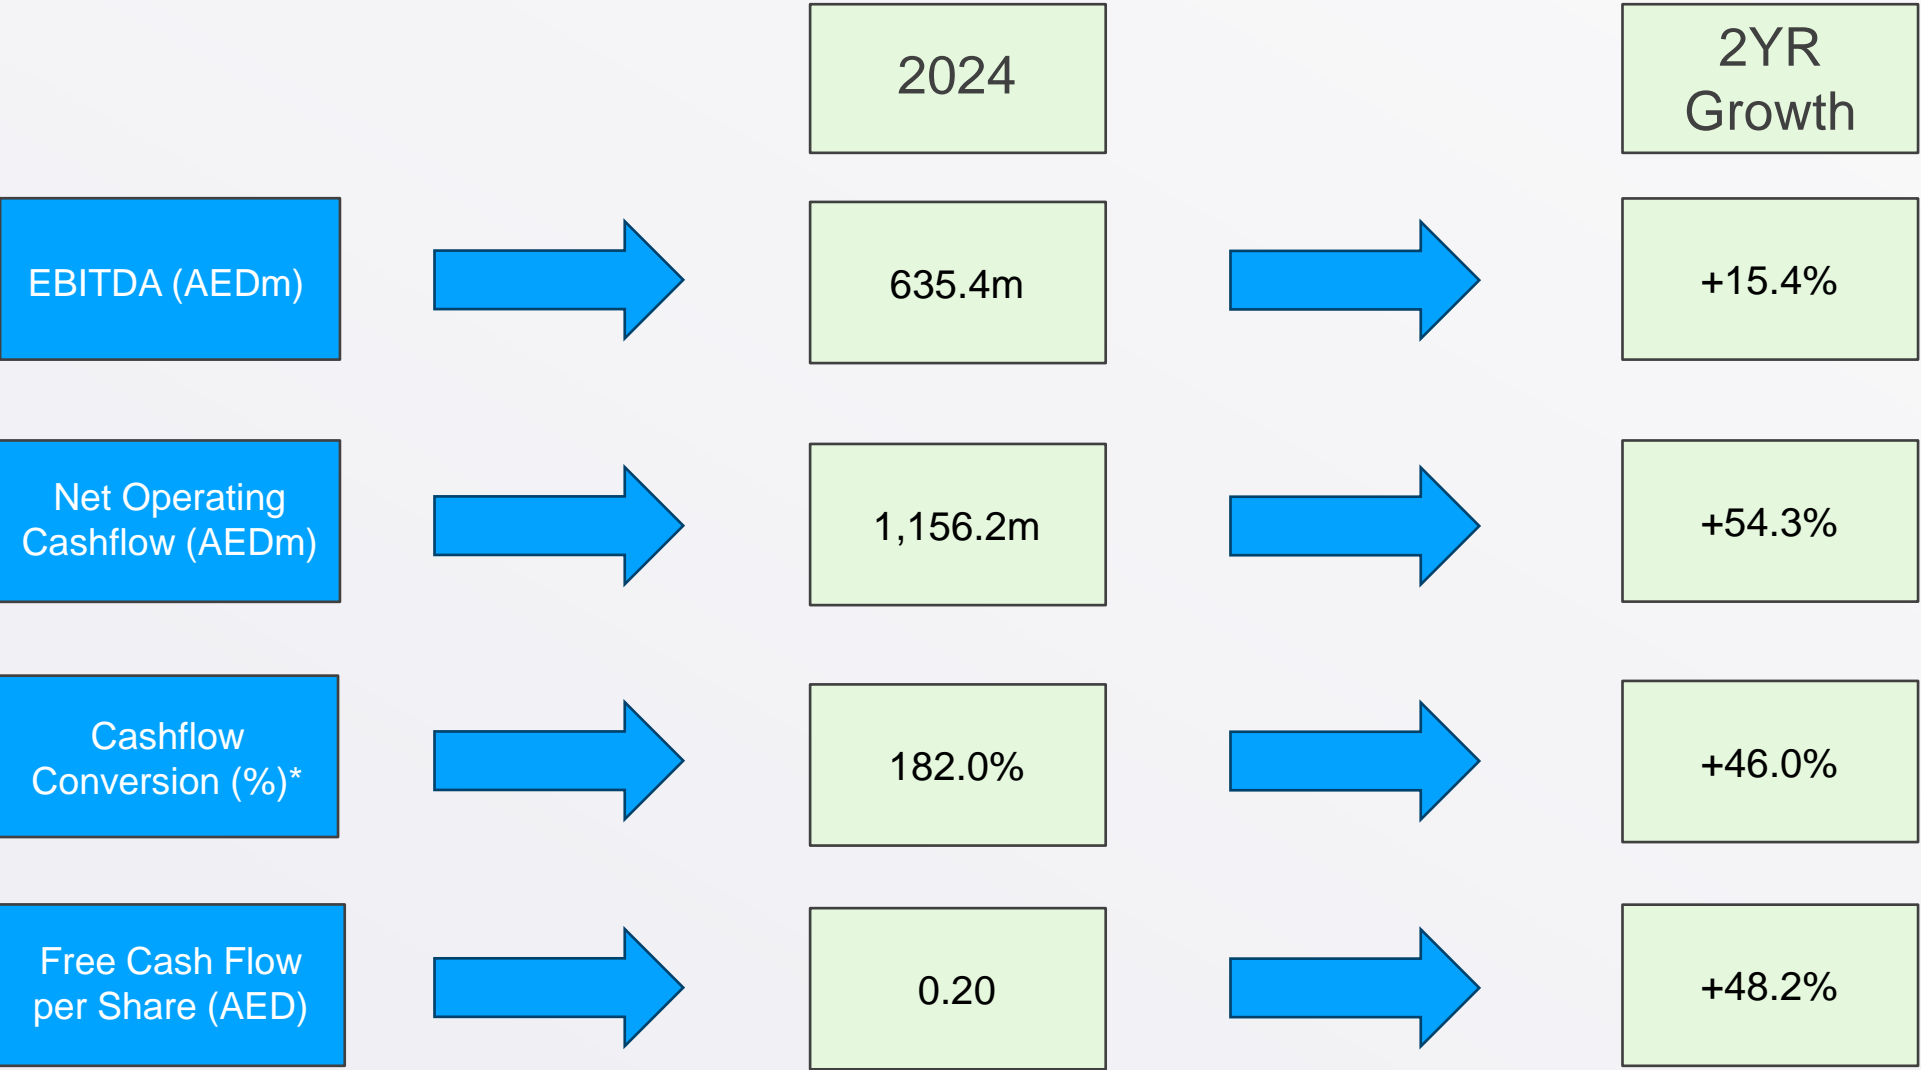 2024
2YR
Growth
EBITDA (AEDm)
635.4m
+15.4%
Net Operating
Cashflow (AEDm)
1,156.2m
+54.3%
Cashflow
Conversion (%)*
182.0%
+46.0%
Free Cash Flow
per Share (AED)
0.20
+48.2%